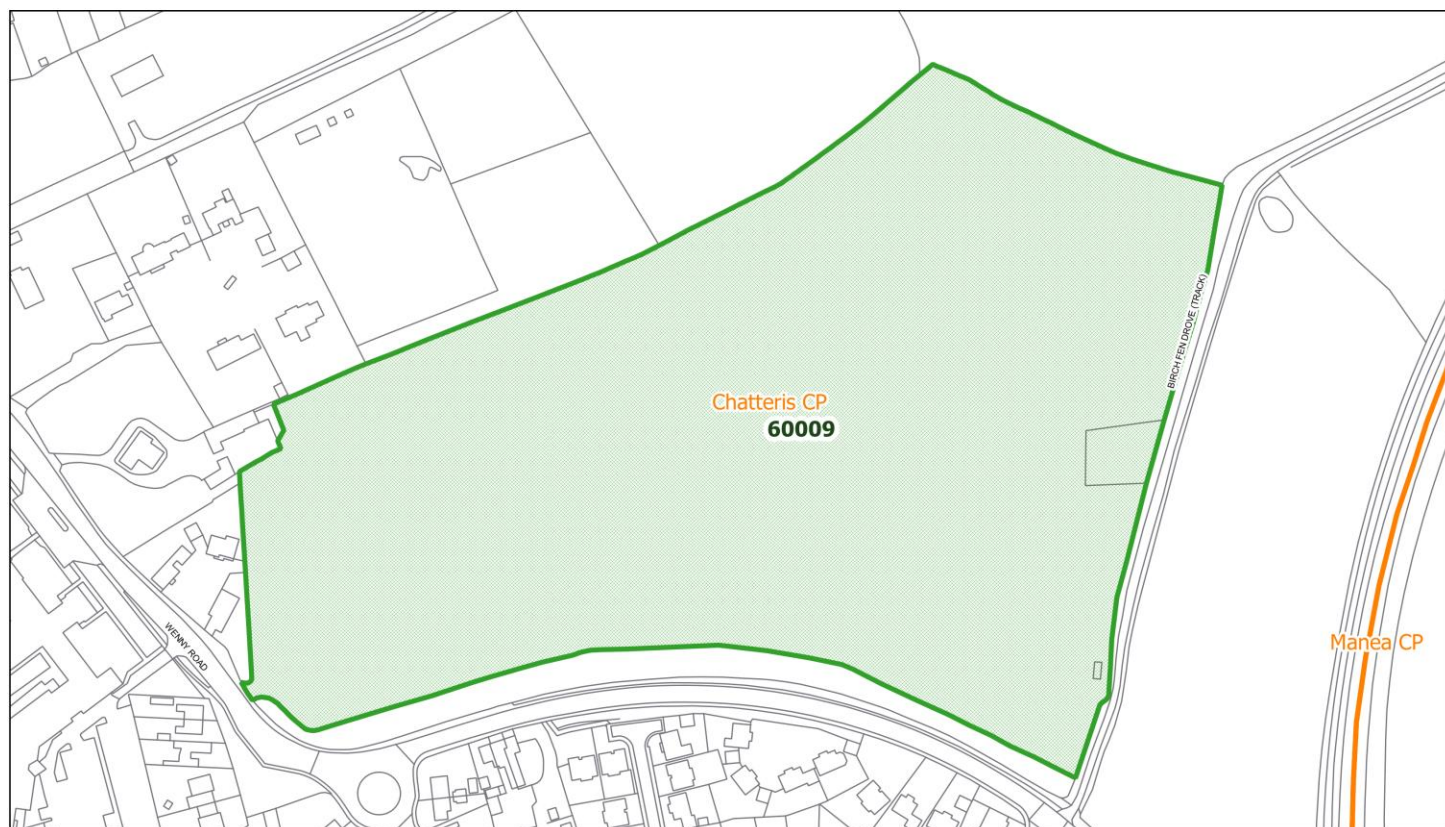 BIRCH FEN DROVE (TRACK)
Chatteris CP
60009
WENNY ROAD
Manea CP